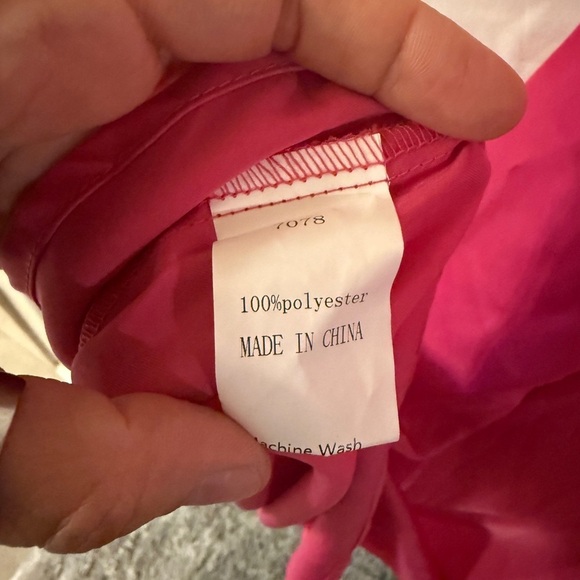 7078
100%polyester
MADE IN CHINA
Machine Wash